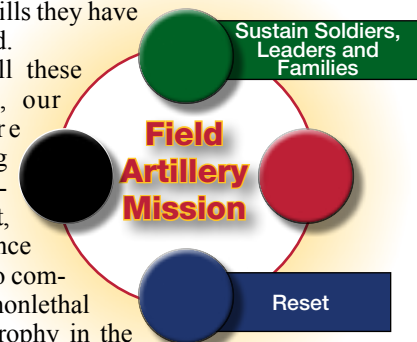 ills they have
d.
ll these
, our
re
g
-
t,
nce
o com-
nonlethal
rophy in the
Sustain Soldiers,
Leaders and
Families
Field
Artillery
Mission
Reset